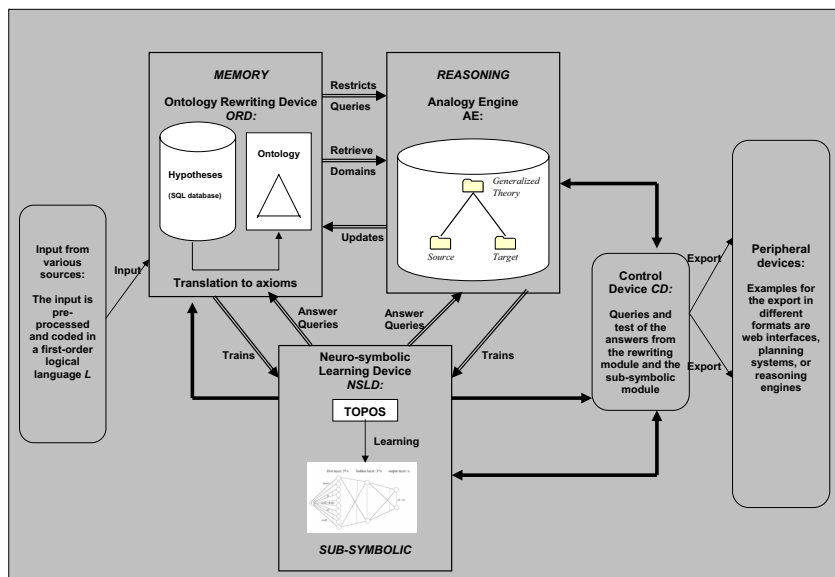 MEMORY
Ontology Rewriting Device
ORD:
Hypotheses
(SQL database)
Ontology
Translation to axioms
Restricts
Queries
Retrieve
Domains
Updates
REASONING
Analogy Engine
AE:
Generalized
Theory
Source
Target
Input from
various
sources:
The input is
pre-
processed
and coded in
a first-order
logical
language L
Input
Trains
Answer
Queries
Answer
Queries
Trains
Neuro-symbolic
Learning Device
NSLD:
TOPOS
Learning
SUB-SYMBOLIC
Control
Device CD:
Queries and
test of the
answers from
the rewriting
module and the
sub-symbolic
module
Export
Export
Peripheral
devices:
Examples for
the export in
different
formats are
web interfaces,
planning
systems, or
reasoning
engines